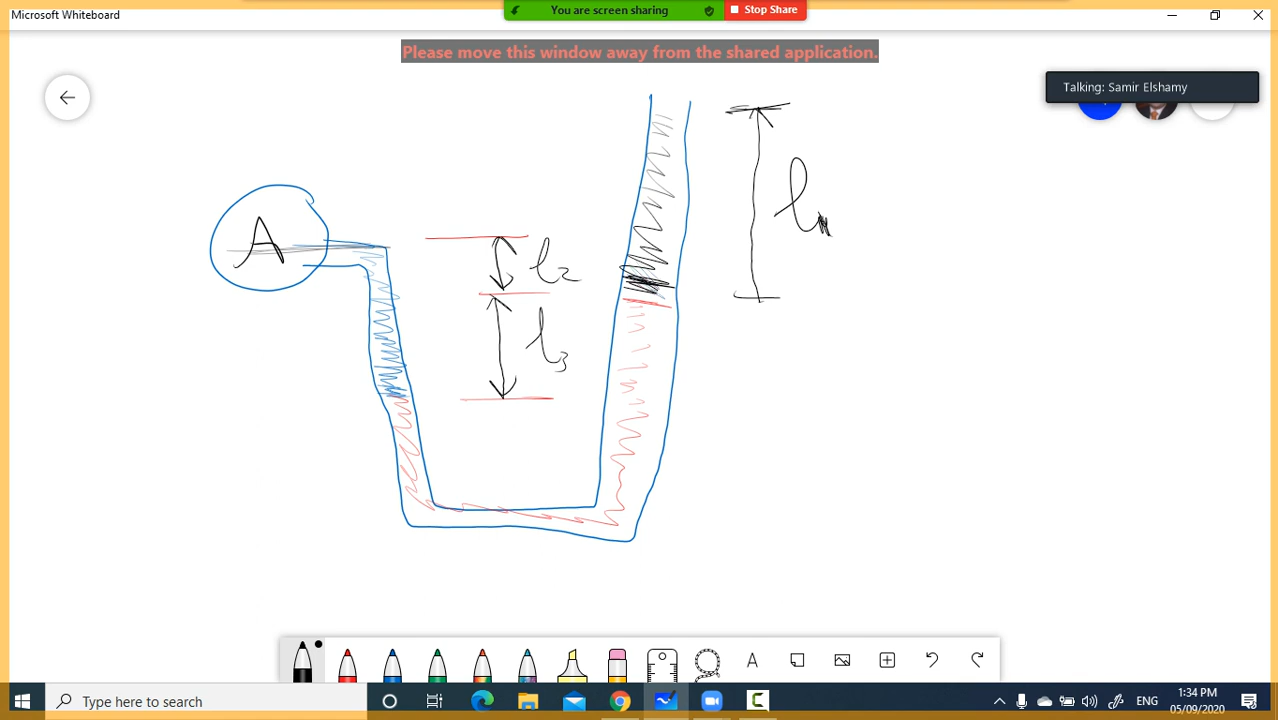 You are screen sharing
Stop Share
Microsoft Whiteboard
Please move this window away from the shared application.
Talking: Samir Elshamy
A
l2
l3
A
Type here to search
ENG
1:34 PM
05/09/2020